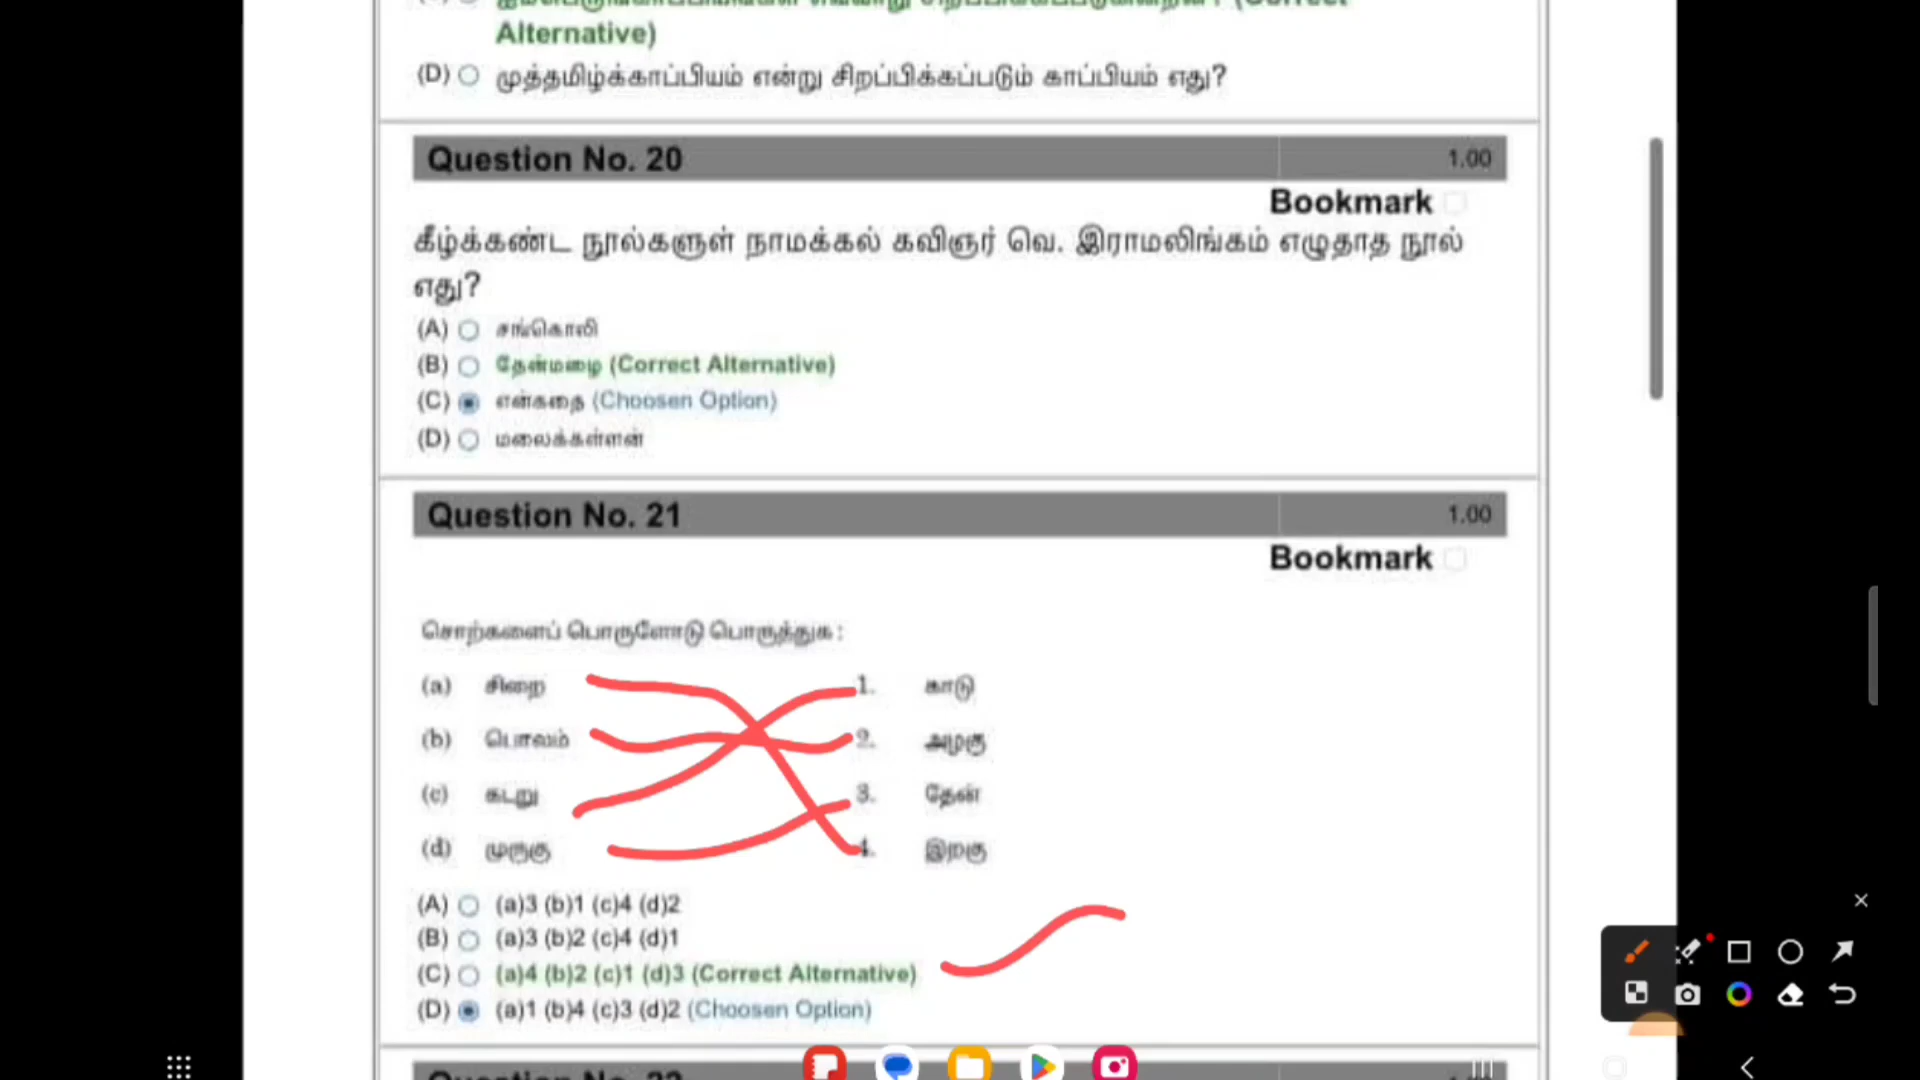 Alternative)
(D) முத்தமிழ்க்காப்பியம் என்று சிறப்பிக்கப்படும் காப்பியம் எது?
Question No. 20 1.00
Bookmark
கீழ்க்கண்ட நூல்களுள் நாமக்கல் கவிஞர் வெ. இராமலிங்கம் எழுதாத நூல்
எது?
(A) சங்கொலி
(B) தேன்மழை (Correct Alternative)
(C) என்கதை (Choosen Option)
(D) மலைக்கள்ளன்
Question No. 21 1.00
Bookmark
சொற்களைப் பொருளோடு பொருத்துக :
(a) சிறை 1. காடு
(b) பொலம் 2. அழகு
(c) கடறு 3. தேன்
(d) முருகு 4. இறகு
(A) (a)3 (b)1 (c)4 (d)2
(B) (a)3 (b)2 (c)4 (d)1
(C) (a)4 (b)2 (c)1 (d)3 (Correct Alternative)
(D) (a)1 (b)4 (c)3 (d)2 (Choosen Option)